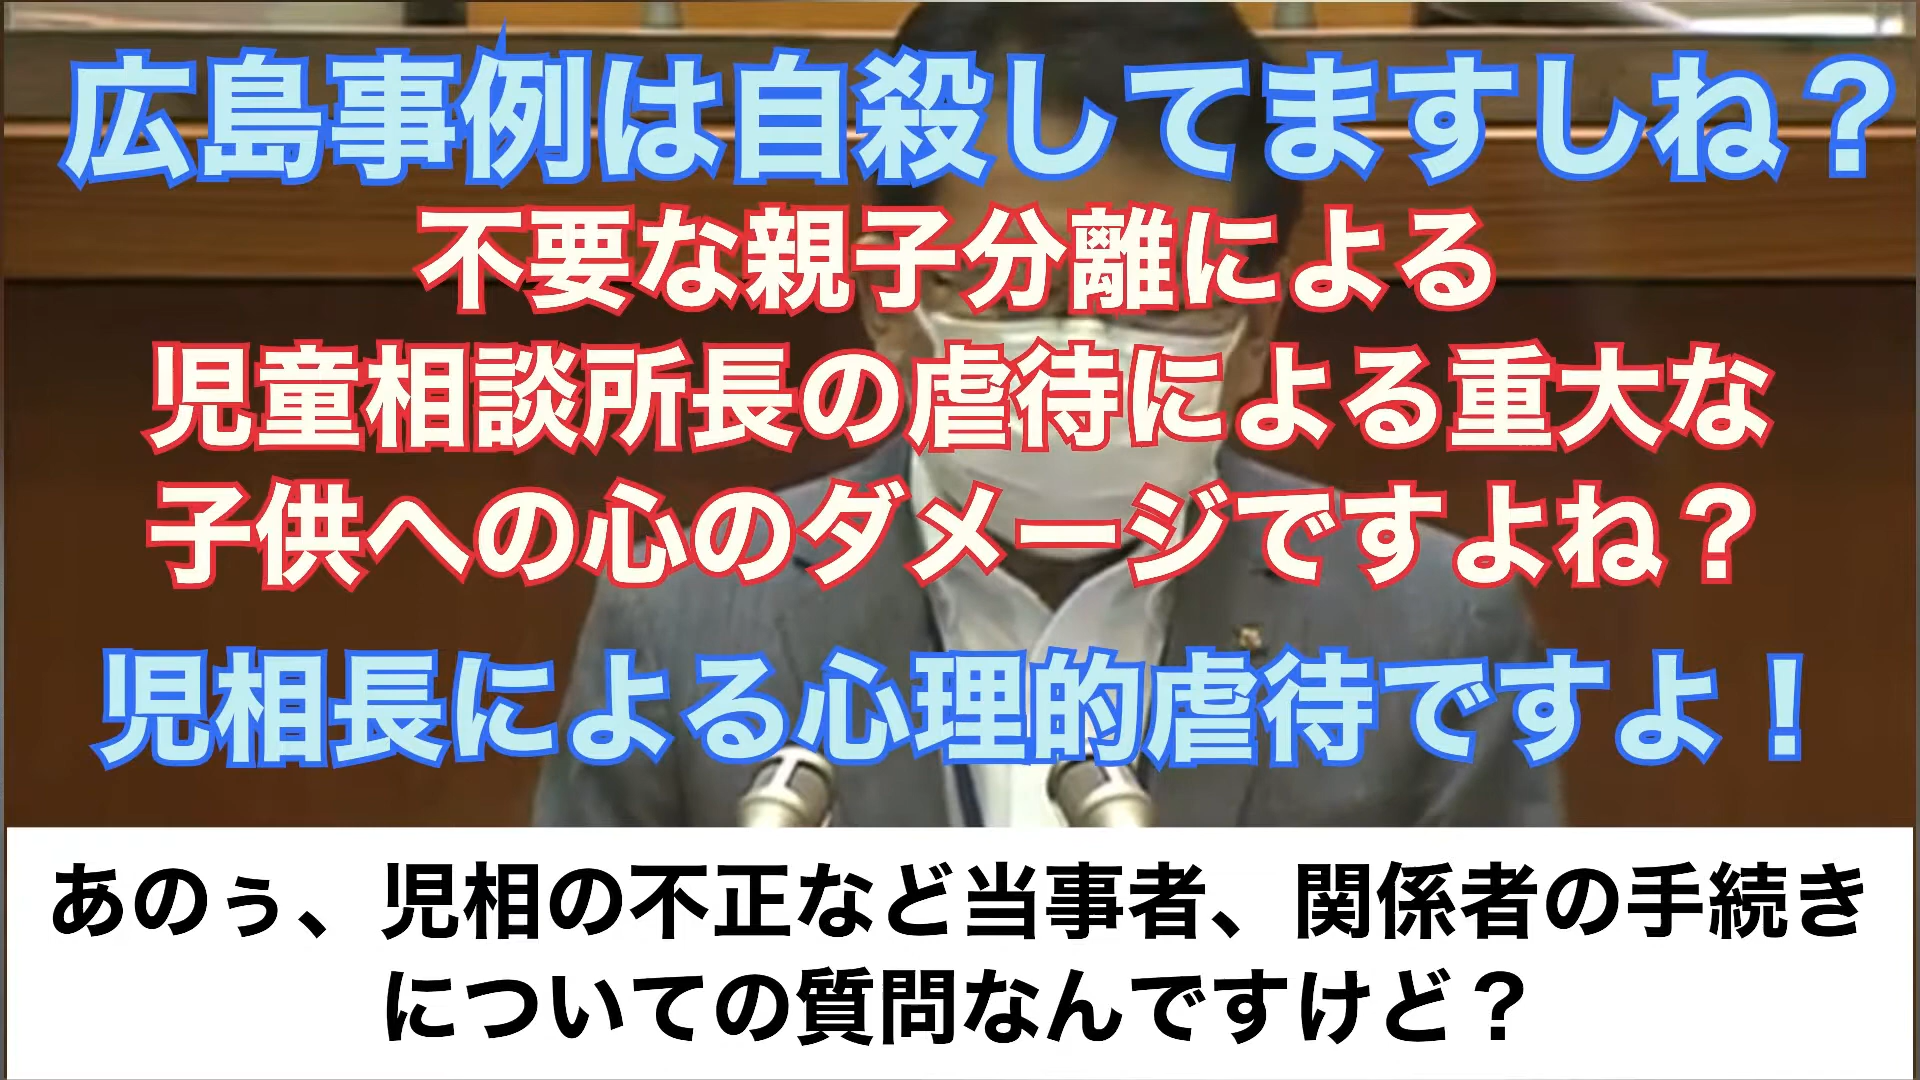 広島事例は自殺してますしね？
不要な親子分離による
児童相談所長の虐待による重大な
子供への心のダメージですよね？
児相長による心理的虐待ですよ！
あのぅ、児相の不正など当事者、関係者の手続き
についての質問なんですけど？